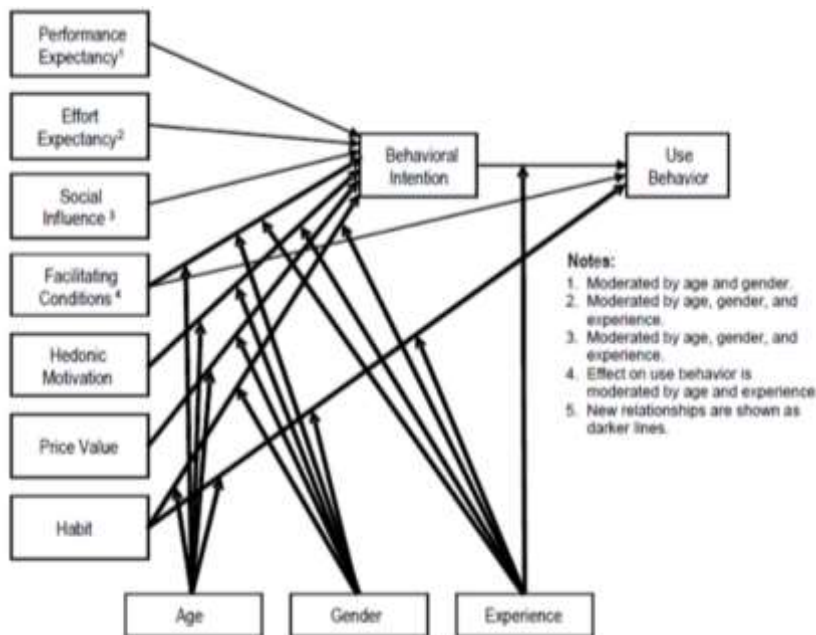 Performance
Expectancy¹
Effort
Expectancy²
Social
Influence ³
Facilitating
Conditions ⁴
Hedonic
Motivation
Price Value
Habit
Behavioral
Intention
Use
Behavior
Notes:
1. Moderated by age and gender.
2. Moderated by age, gender, and
experience.
3. Moderated by age, gender, and
experience.
4. Effect on use behavior is
moderated by age and experience
5. New relationships are shown as
darker lines.
Age
Gender
Experience